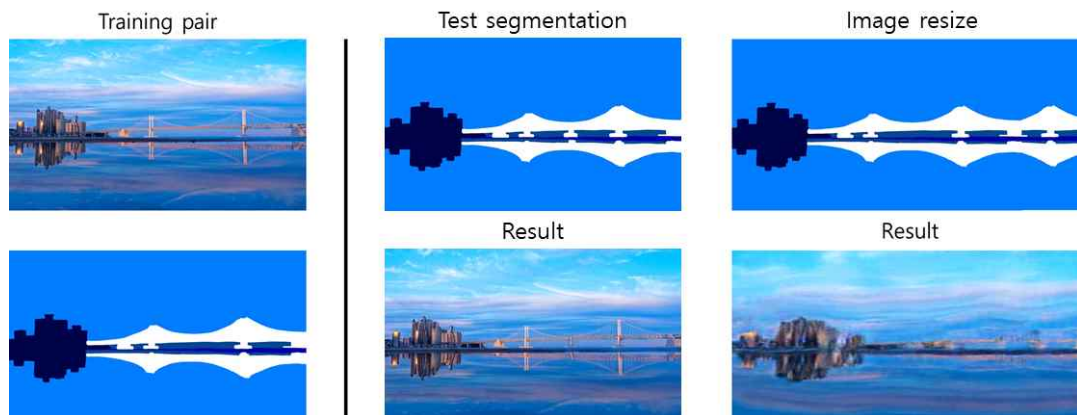 Training pair
Test segmentation
Image resize
Result
Result